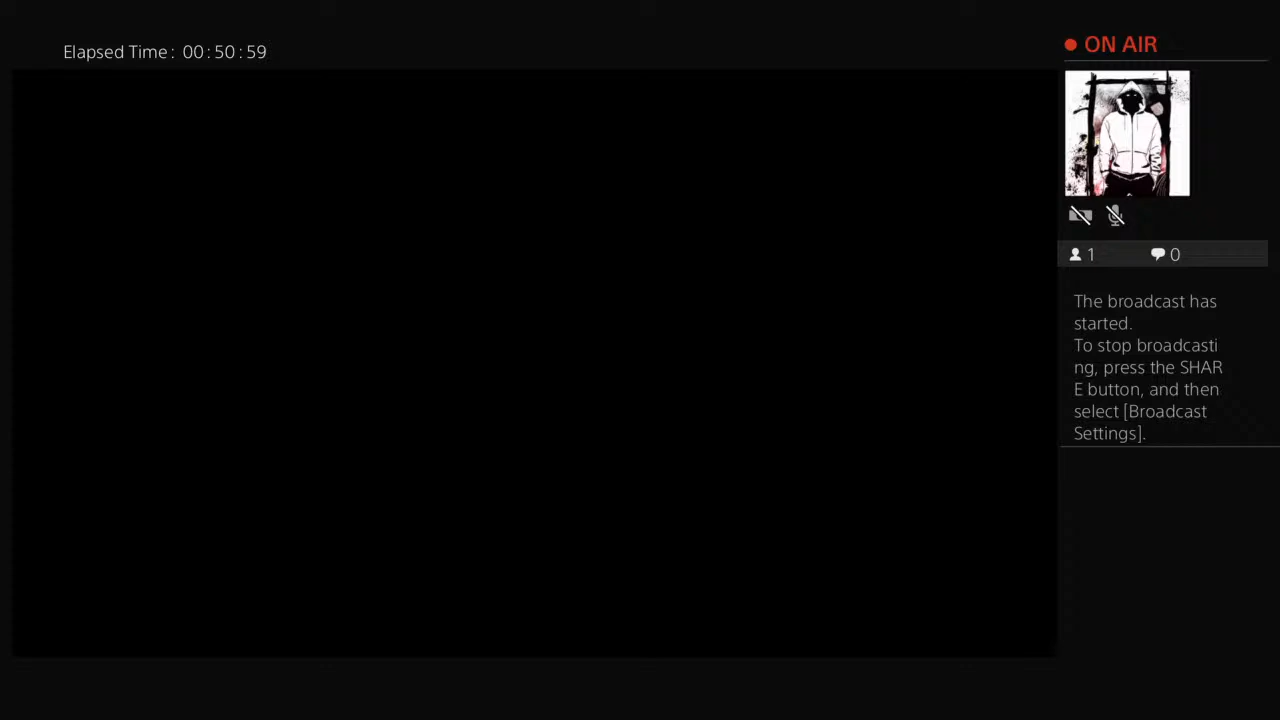 Elapsed Time: 00:50:59
ON AIR
1
0
The broadcast has
started.
To stop broadcasti
ng, press the SHAR
E button, and then
select [Broadcast
Settings].